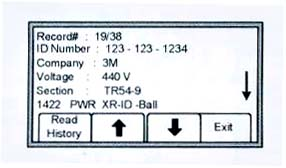 Record# : 19/38
ID Number : 123 - 123 - 1234
Company : 3M
Voltage : 440 V
Section : TR54-9
1422 PWR XR-ID -Ball
Read History
Exit